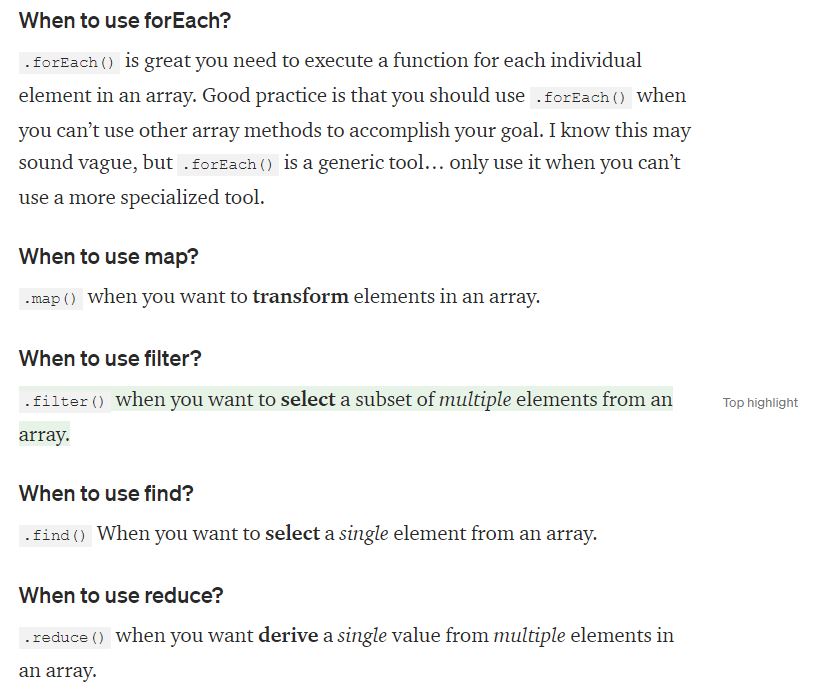 When to use forEach?
.forEach() is great you need to execute a function for each individual
element in an array. Good practice is that you should use .forEach() when
you can’t use other array methods to accomplish your goal. I know this may
sound vague, but .forEach() is a generic tool… only use it when you can’t
use a more specialized tool.
When to use map?
.map() when you want to transform elements in an array.
When to use filter?
.filter() when you want to select a subset of multiple elements from an
array.
Top highlight
When to use find?
.find() When you want to select a single element from an array.
When to use reduce?
.reduce() when you want derive a single value from multiple elements in
an array.